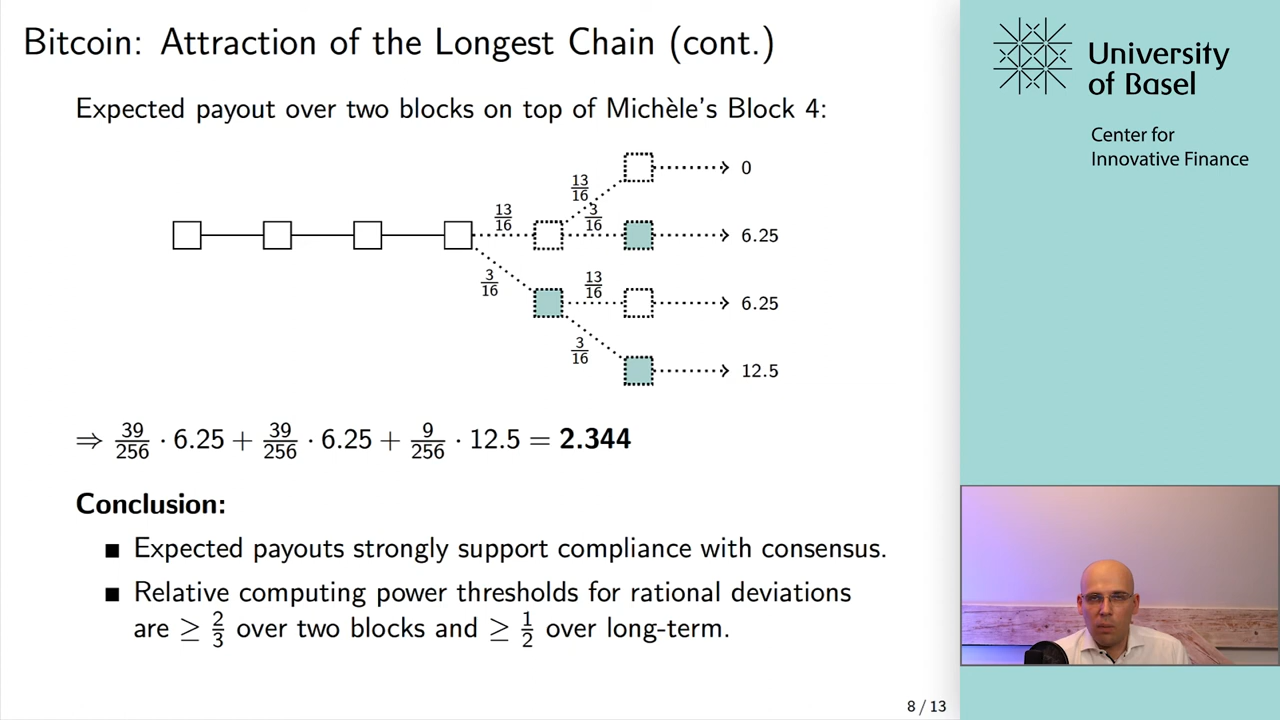 Bitcoin: Attraction of the Longest Chain (cont.)
Expected payout over two blocks on top of Michèle's Block 4:
13/16
0
13/16
3/16
6.25
3/16
13/16
6.25
3/16
12.5
⇒ 39/256 · 6.25 + 39/256 · 6.25 + 9/256 · 12.5 = 2.344
Conclusion:
■ Expected payouts strongly support compliance with consensus.
■ Relative computing power thresholds for rational deviations
are ≥ 2/3 over two blocks and ≥ 1/2 over long-term.
8 / 13
University
of Basel
Center for
Innovative Finance